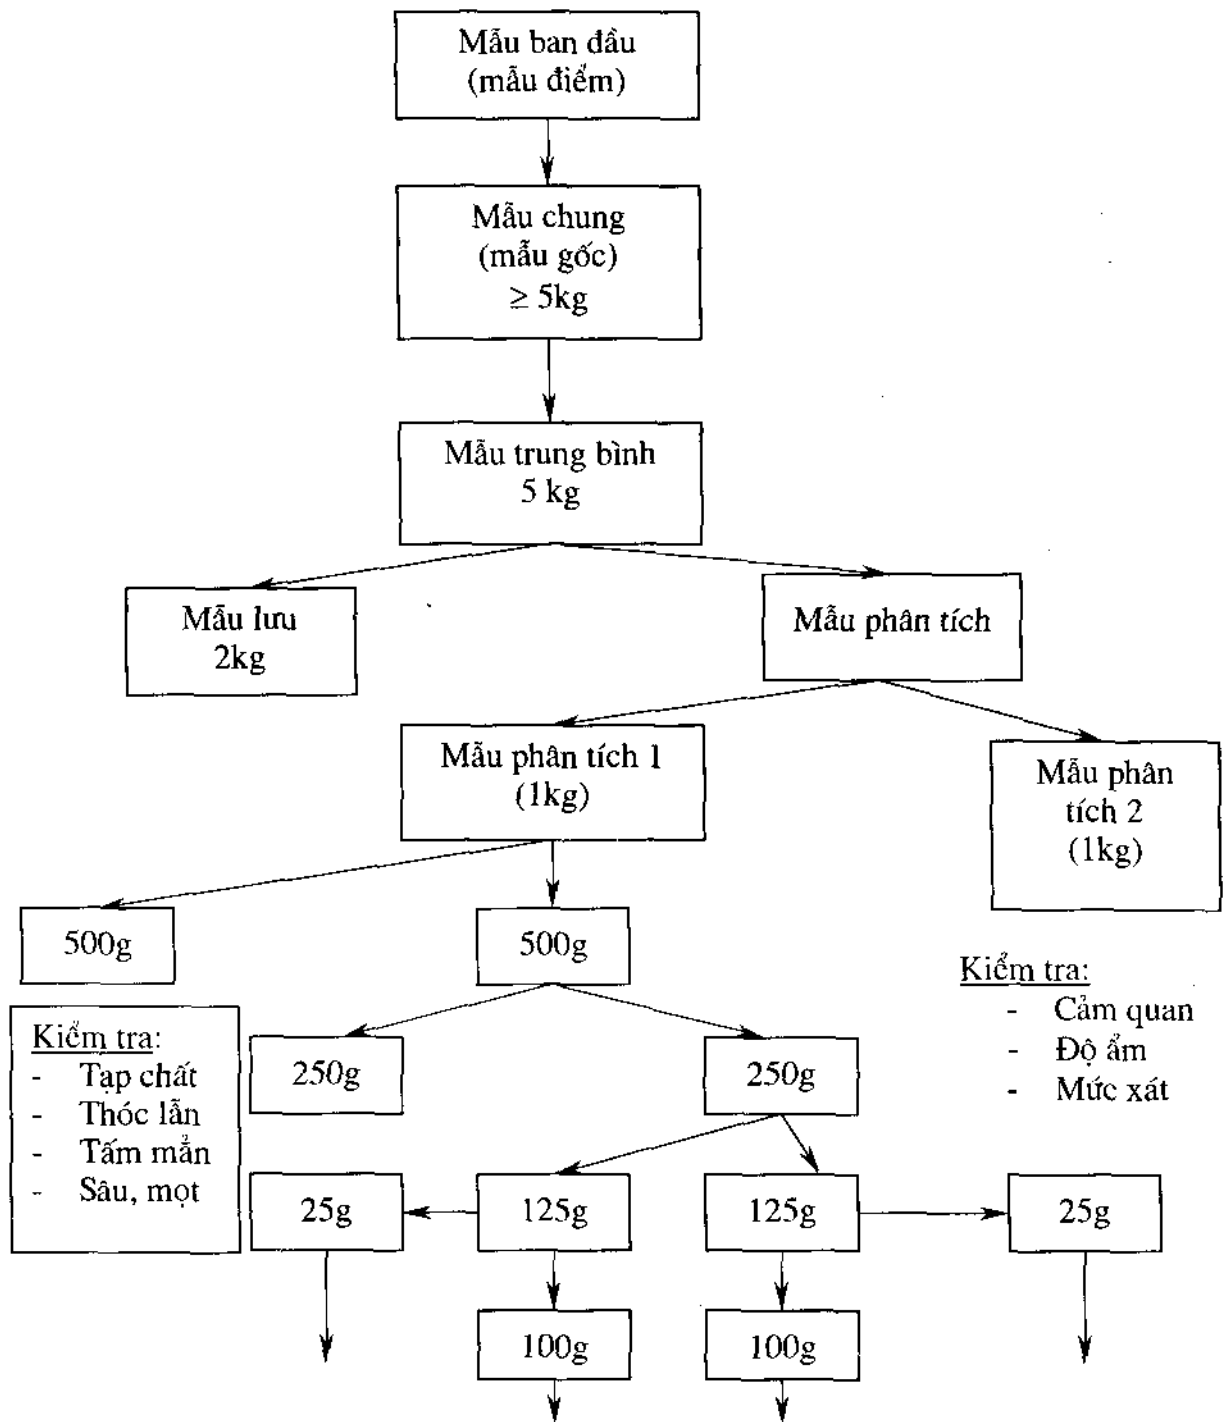 Mẫu ban đầu
(mẫu điểm)
Mẫu chung
(mẫu gốc)
≥ 5kg
Mẫu trung bình
5 kg
Mẫu lưu
2kg
Mẫu phân tích
Mẫu phân tích 1
(1kg)
Mẫu phân
tích 2
(1kg)
500g
500g
Kiểm tra:
- Cảm quan
- Độ ẩm
- Mức xát
Kiểm tra:
- Tạp chất
- Thóc lẫn
- Tấm mẳn
- Sâu, mọt
250g
250g
25g
125g
125g
25g
100g
100g